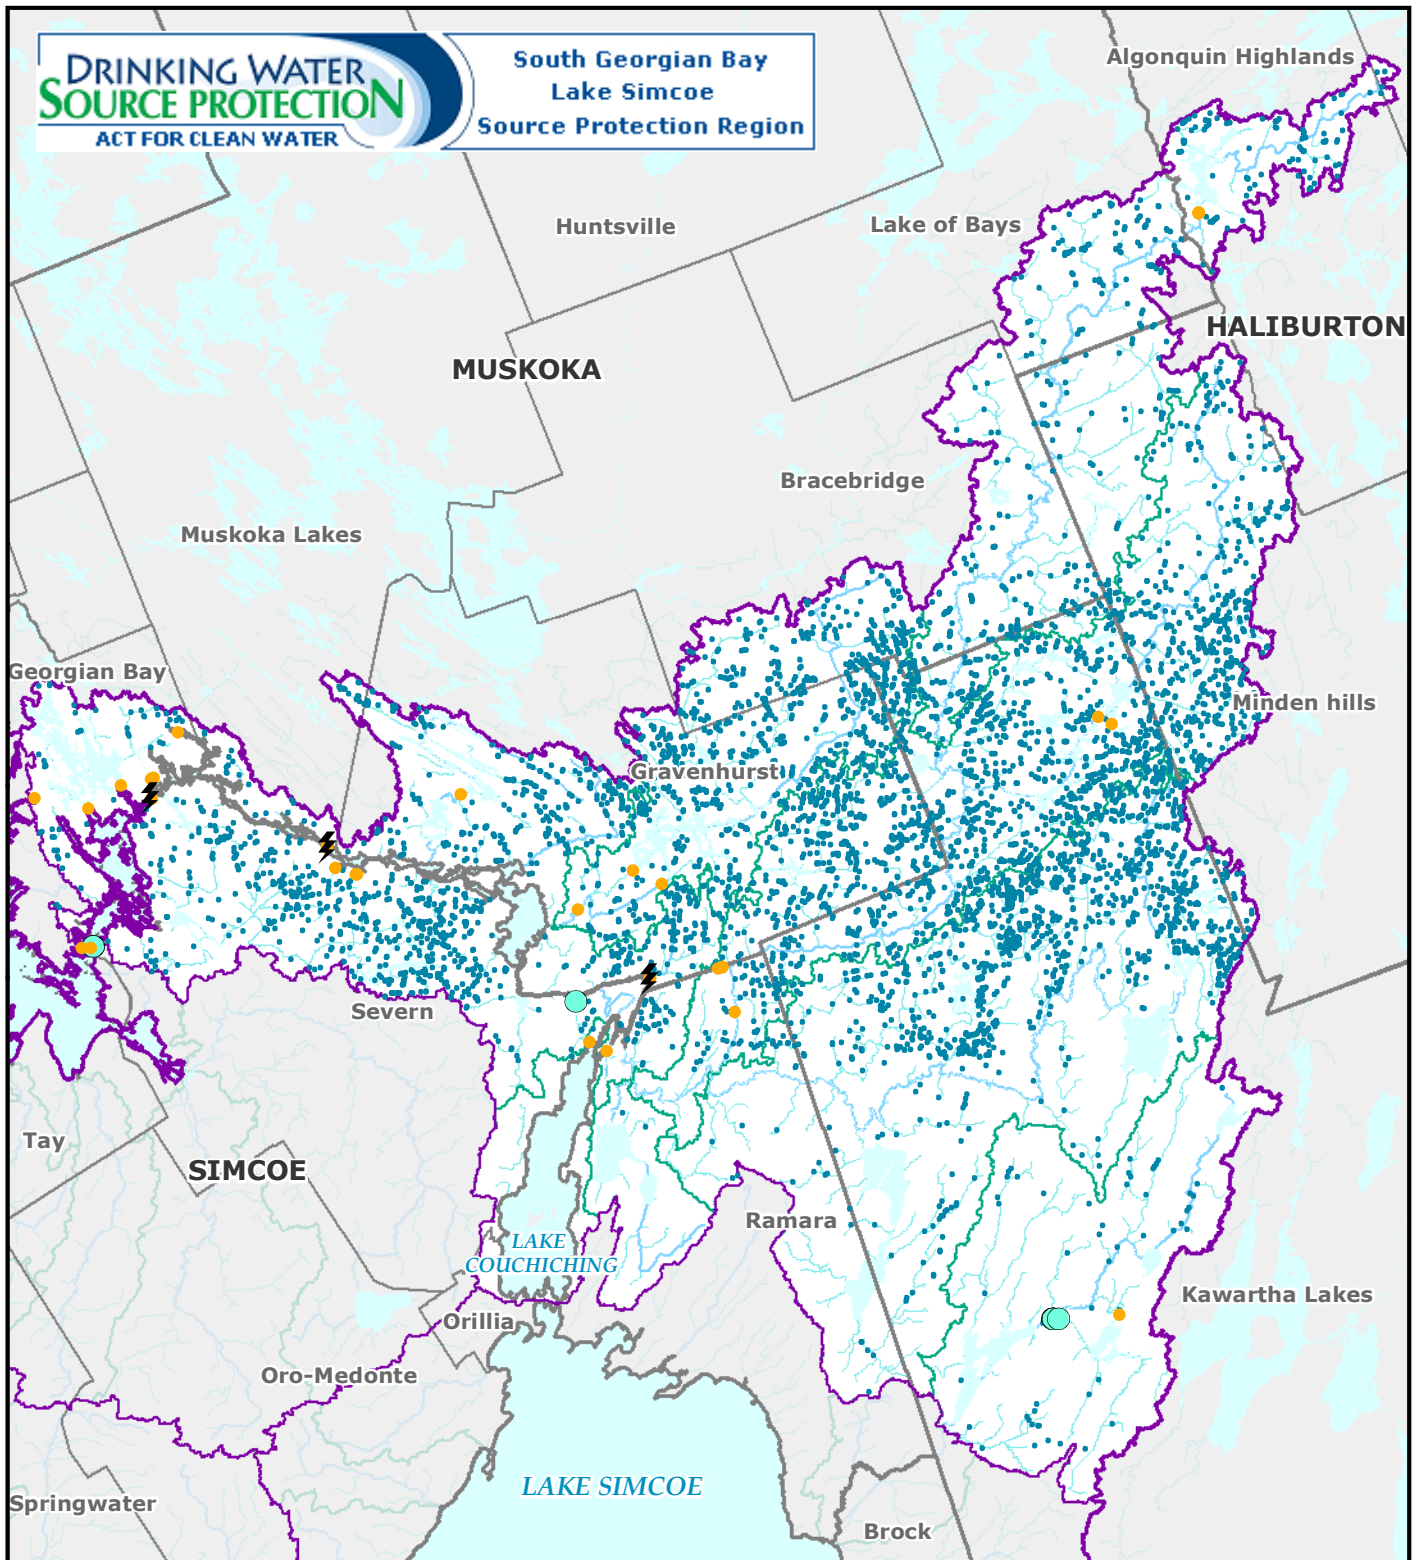 DRINKING WATER
SOURCE PROTECTION
ACT FOR CLEAN WATER
South Georgian Bay
Lake Simcoe
Source Protection Region
Algonquin Highlands
Huntsville
Lake of Bays
HALIBURTON
MUSKOKA
Bracebridge
Muskoka Lakes
Georgian Bay
Minden hills
Gravenhurst
Severn
Tay
SIMCOE
Ramara
LAKE
COUCHICHING
Kawartha Lakes
Orillia
Oro-Medonte
LAKE SIMCOE
Springwater
Brock